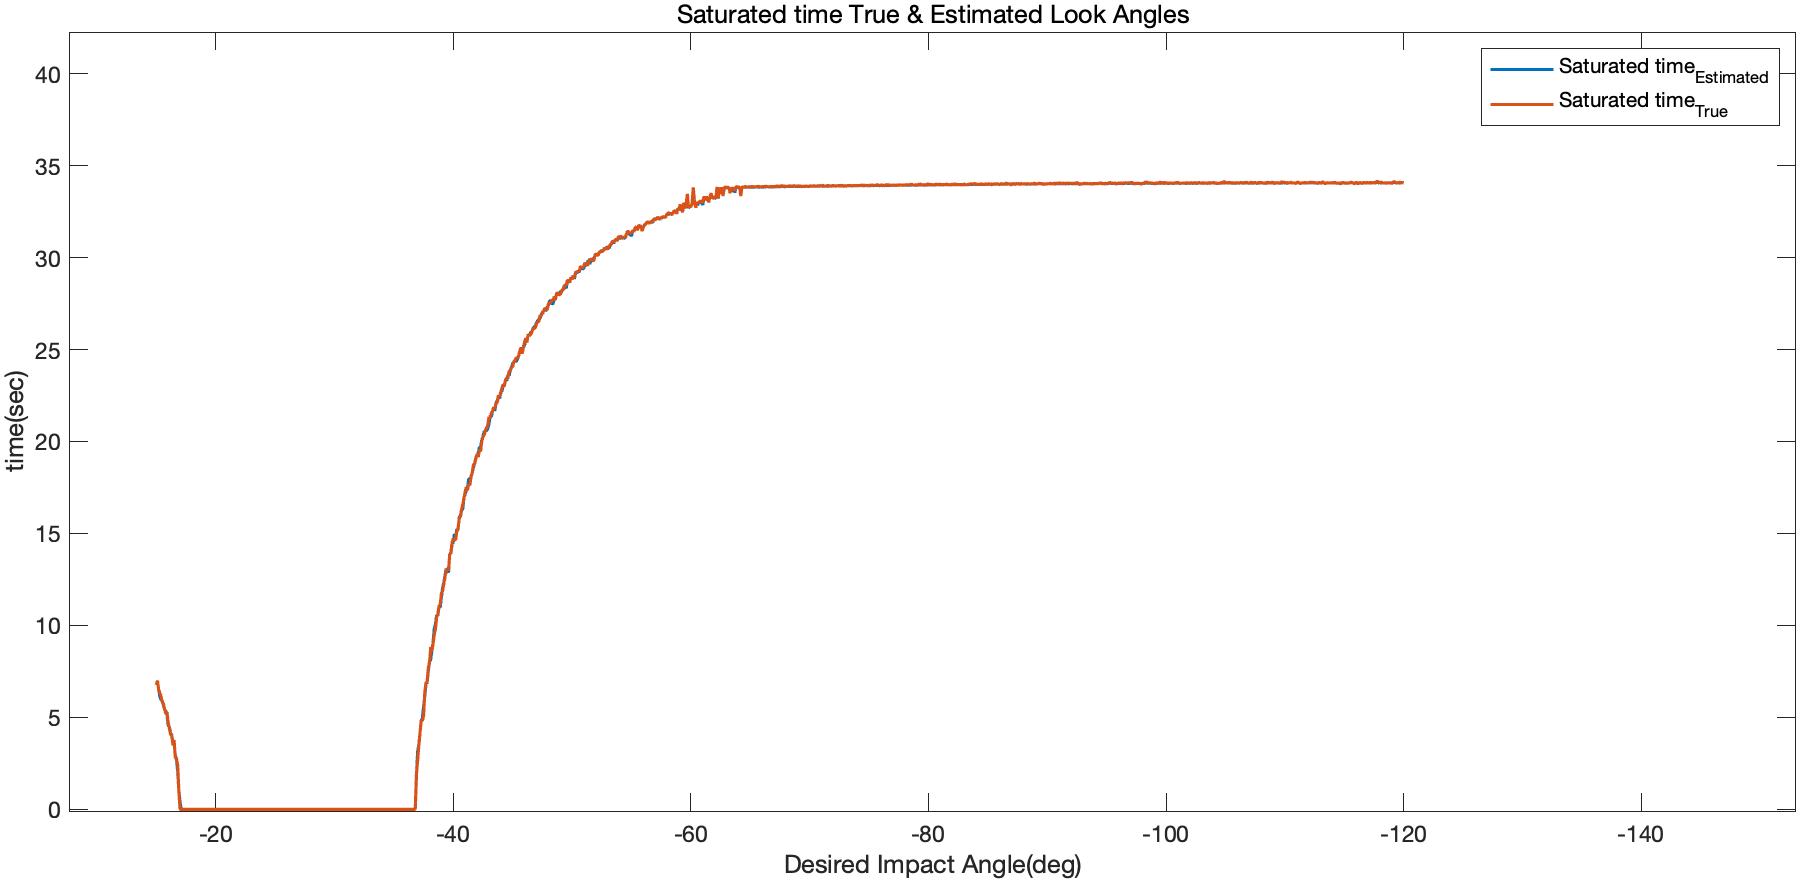 Saturated time True & Estimated Look Angles
Saturated time_Estimated
Saturated time_True
40
35
30
25
20
15
10
5
0
time(sec)
-20 -40 -60 -80 -100 -120 -140
Desired Impact Angle(deg)